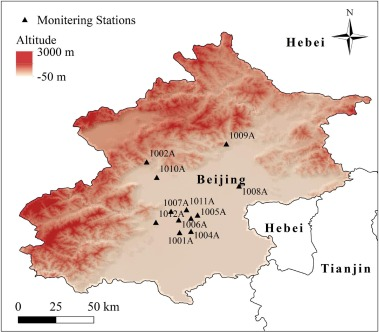 Monitering Stations
Altitude
3000 m
-50 m
Hebei
N
1009A
1002A
1010A
Beijing
1008A
1007A 1011A
1012A 1005A
1006A
1001A 1004A
Hebei
Tianjin
0 25 50 km